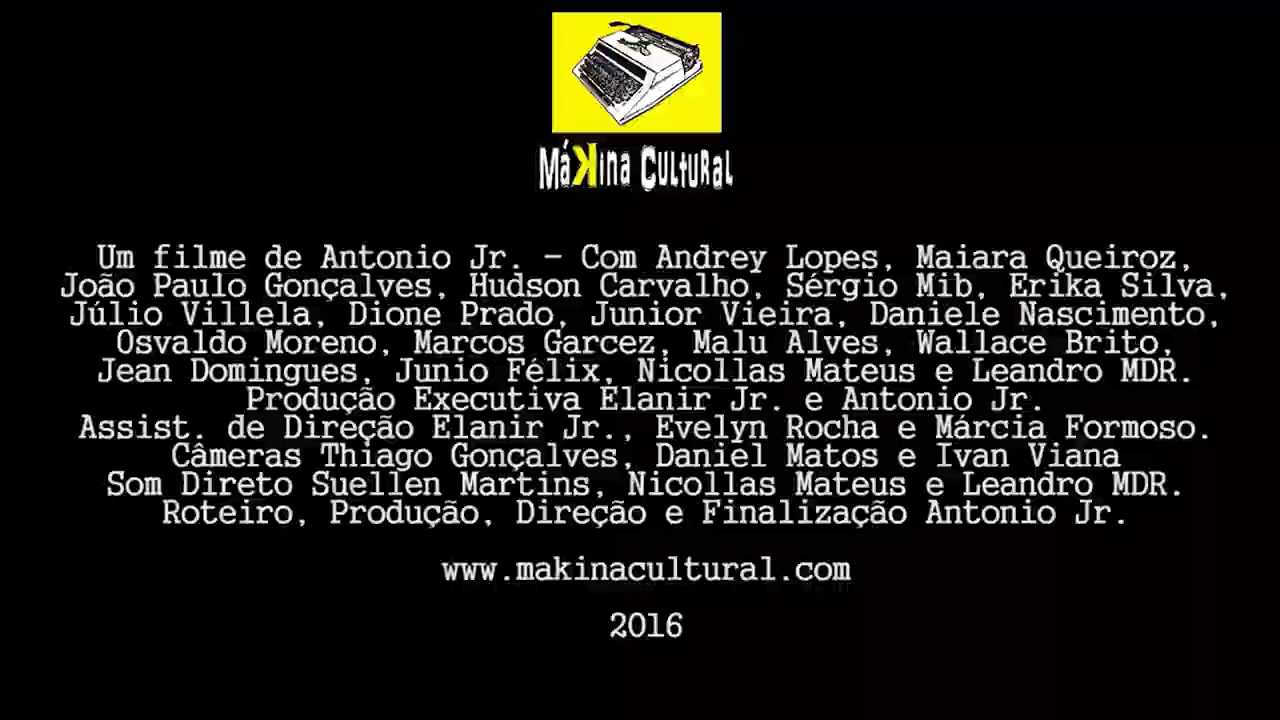 MáKina Cultural
Um filme de Antonio Jr. - Com Andrey Lopes, Maiara Queiroz,
João Paulo Gonçalves, Hudson Carvalho, Sérgio Mib, Erika Silva,
Júlio Villela, Dione Prado, Junior Vieira, Daniele Nascimento,
Osvaldo Moreno, Marcos Garcez, Malu Alves, Wallace Brito,
Jean Domingues, Junio Félix, Nicollas Mateus e Leandro MDR.
Produção Executiva Elanir Jr. e Antonio Jr.
Assist. de Direção Elanir Jr., Evelyn Rocha e Márcia Formoso.
Câmeras Thiago Gonçalves, Daniel Matos e Ivan Viana
Som Direto Suellen Martins, Nicollas Mateus e Leandro MDR.
Roteiro, Produção, Direção e Finalização Antonio Jr.
www.makinacultural.com
2016